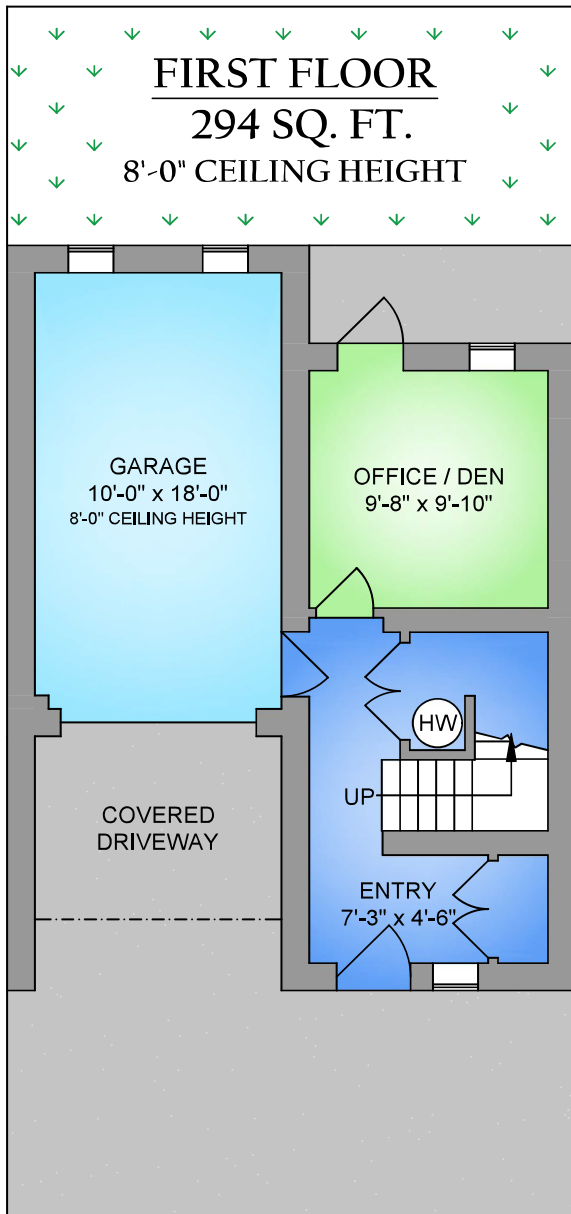 FIRST FLOOR
294 SQ. FT.
8'-0" CEILING HEIGHT
GARAGE
10'-0" x 18'-0"
8'-0" CEILING HEIGHT
OFFICE / DEN
9'-8" x 9'-10"
HW
UP
COVERED
DRIVEWAY
ENTRY
7'-3" x 4'-6"